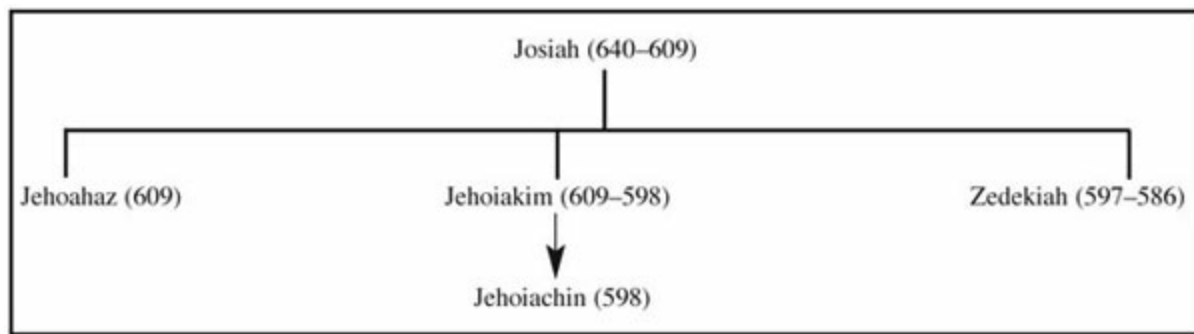 Josiah (640–609)
Jehoahaz (609)
Jehoiakim (609–598)
Zedekiah (597–586)
Jehoiachin (598)